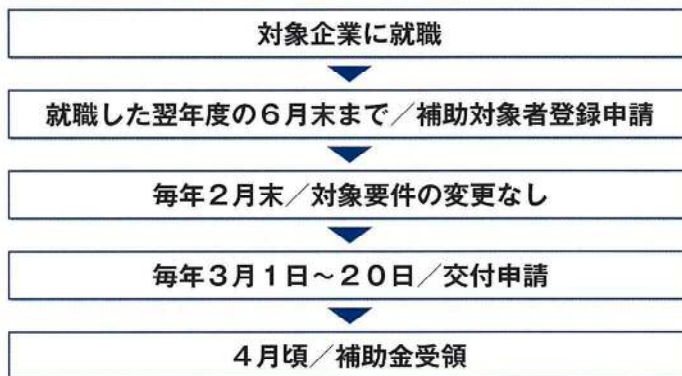 対象企業に就職
就職した翌年度の６月末まで／補助対象者登録申請
毎年２月末／対象要件の変更なし
毎年３月１日～２０日／交付申請
４月頃／補助金受領